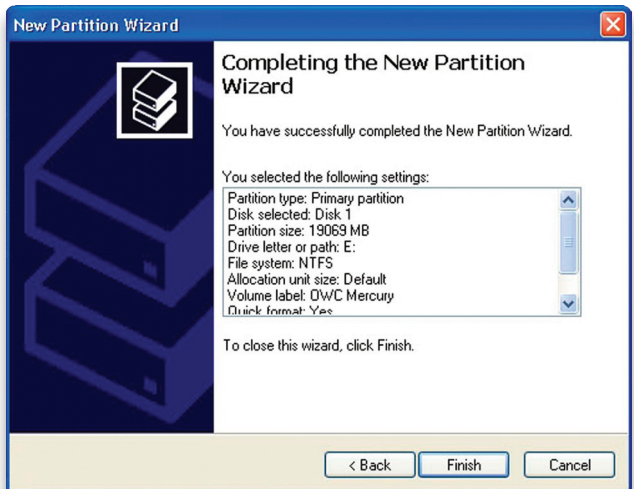 New Partition Wizard
Completing the New Partition
Wizard
You have successfully completed the New Partition Wizard.
You selected the following settings:
Partition type: Primary partition
Disk selected: Disk 1
Partition size: 19069 MB
Drive letter or path: E:
File system: NTFS
Allocation unit size: Default
Volume label: OWC Mercury
Quick format: Yes
To close this wizard, click Finish.
< Back
Finish
Cancel